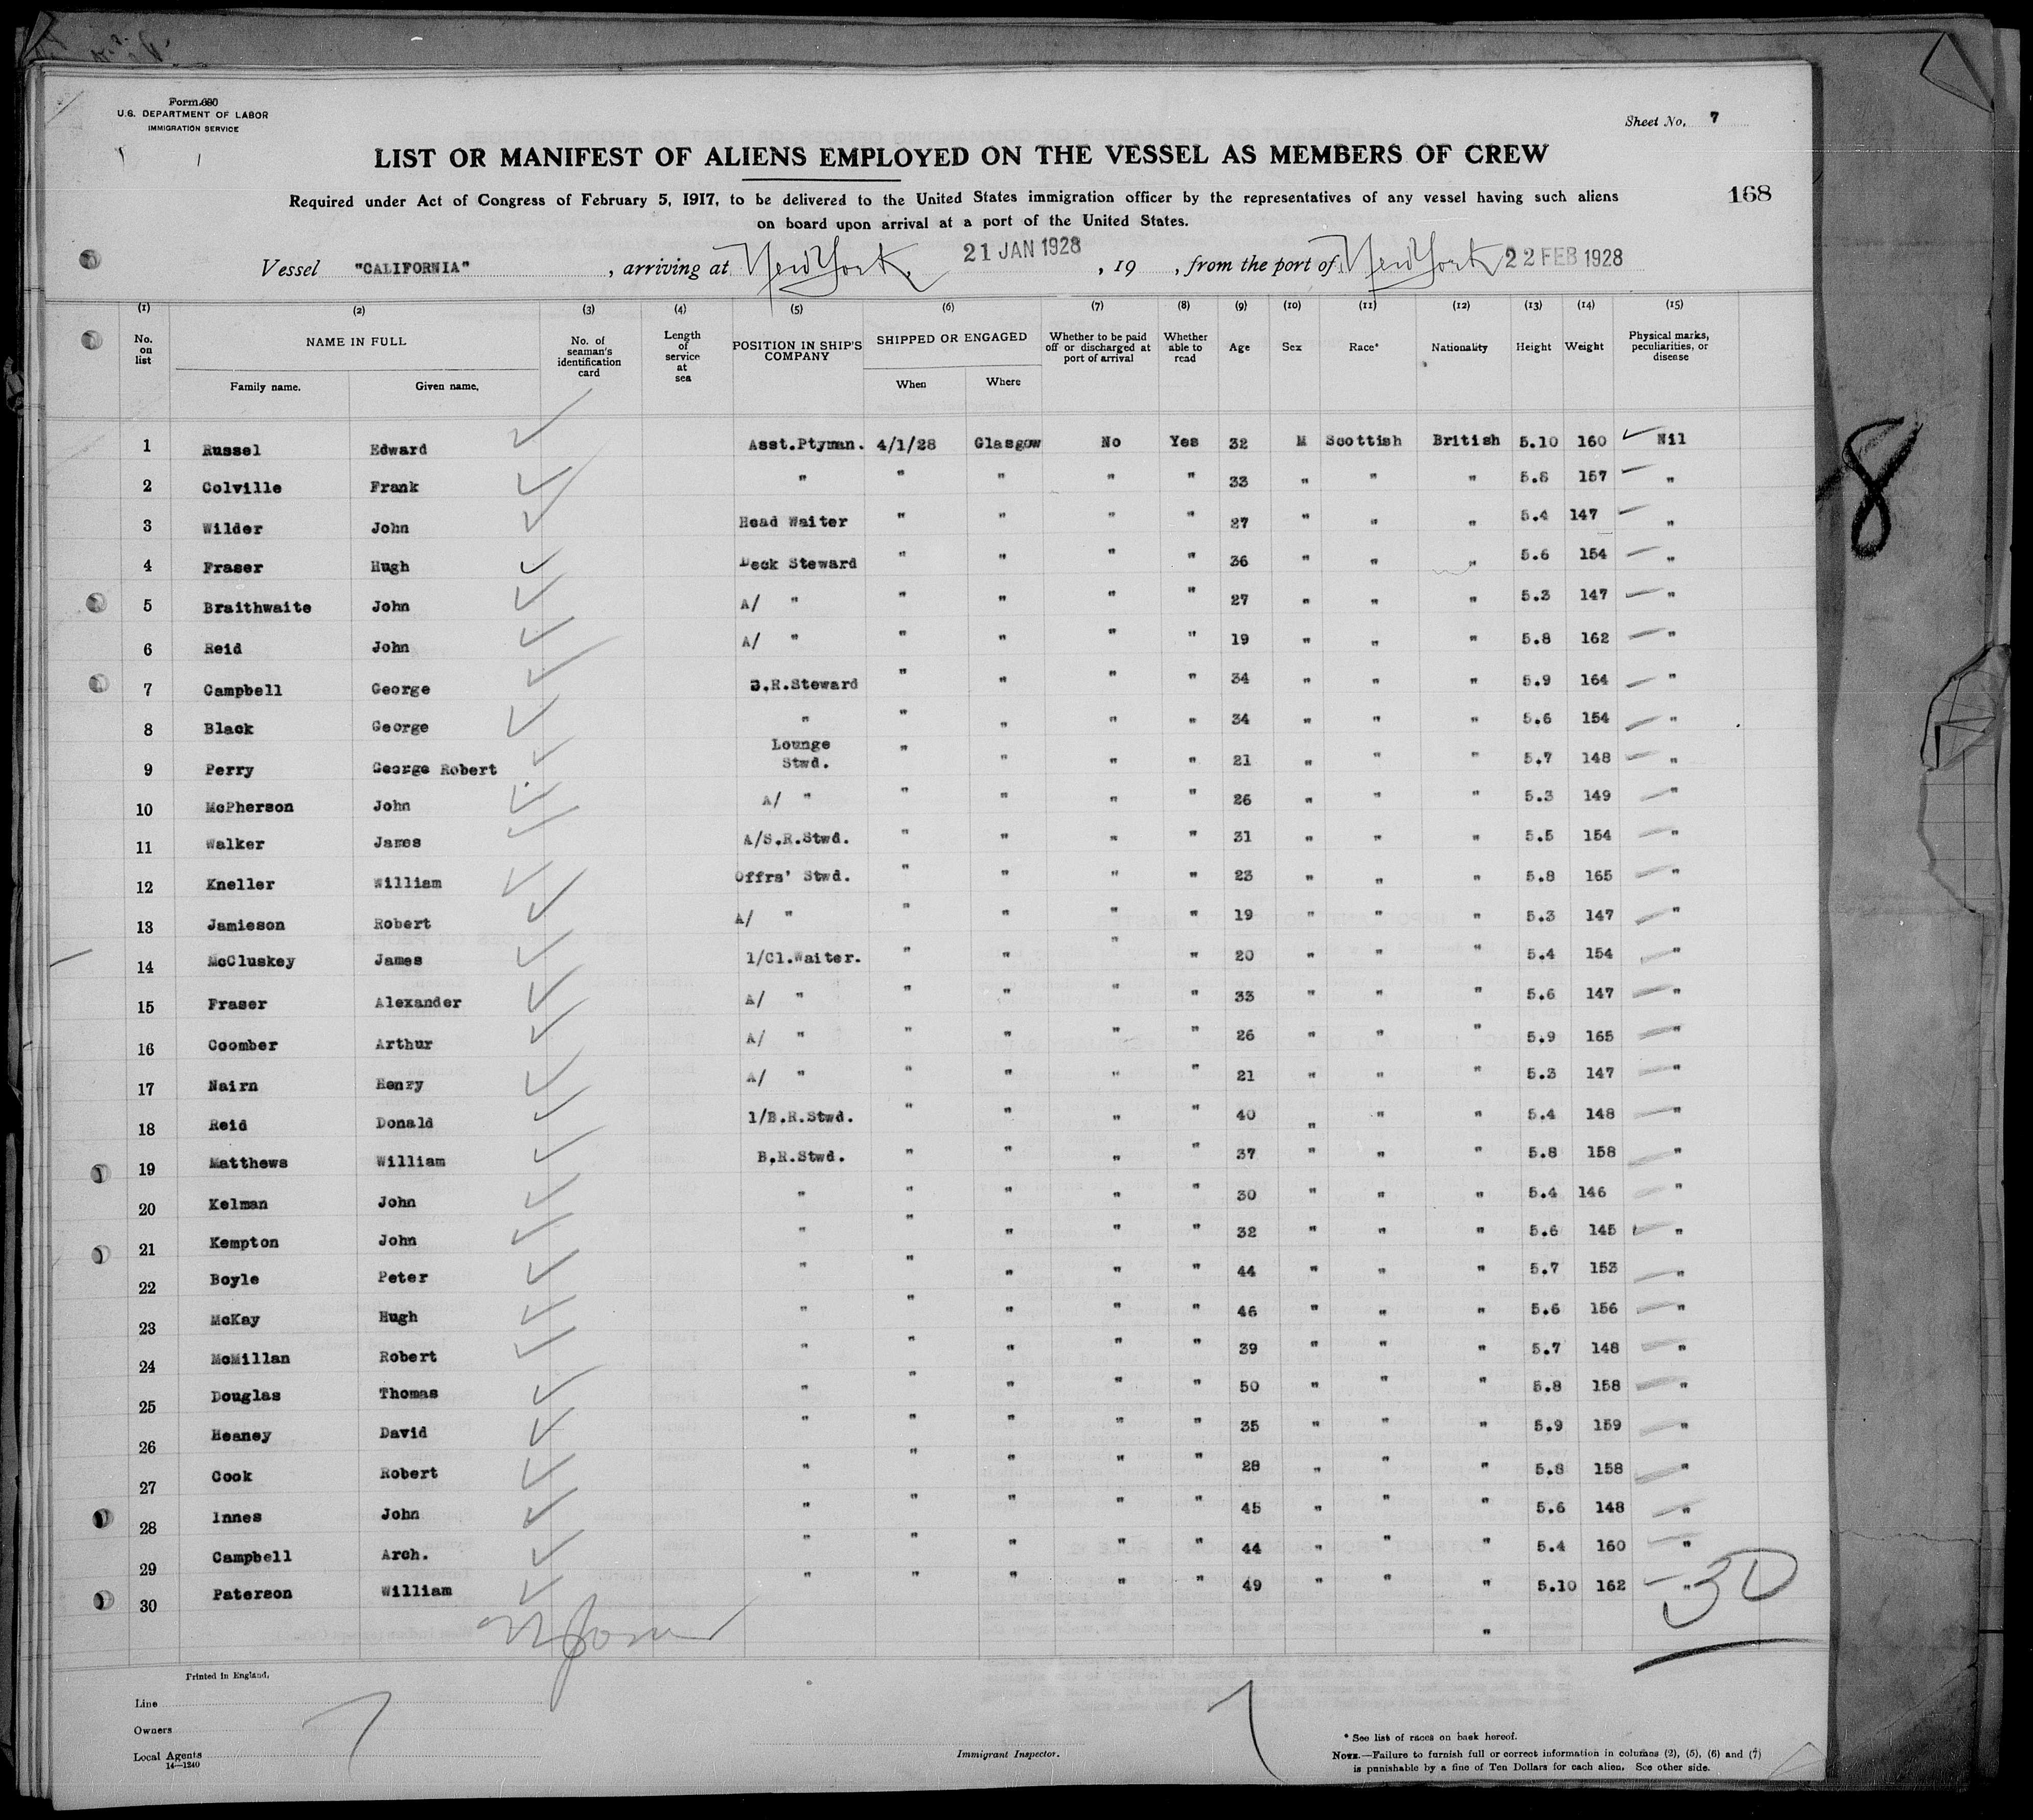 Form 680
U.S. DEPARTMENT OF LABOR
IMMIGRATION SERVICE
Sheet No. 7
LIST OR MANIFEST OF ALIENS EMPLOYED ON THE VESSEL AS MEMBERS OF CREW
168
Required under Act of Congress of February 5, 1917, to be delivered to the United States immigration officer by the representatives of any vessel having such aliens
on board upon arrival at a port of the United States.
Vessel "CALIFORNIA" , arriving at New York 21 JAN 1928 , 19 , from the port of New York 22 FEB 1928
(1) (2) (3) (4) (5) (6) (7) (8) (9) (10) (11) (12) (13) (14) (15)
No. on list NAME IN FULL Family name. Given name. No. of seaman's identification card Length of service at sea POSITION IN SHIP'S COMPANY SHIPPED OR ENGAGED When Where Whether to be paid off or discharged at port of arrival Whether able to read Age Sex Race* Nationality Height Weight Physical marks, peculiarities, or disease
1 Russel Edward Asst.Ptyman. 4/1/28 Glasgow No Yes 32 M Scottish British 5.10 160 Nil
2 Colville Frank " " " " " 33 " " " 5.8 157 "
3 Wilder John Head Waiter " " " " 27 " " " 5.4 147 "
4 Fraser Hugh Deck Steward " " " " 36 " " " 5.6 154 "
5 Braithwaite John A/ " " " " " 27 " " " 5.3 147 "
6 Reid John A/ " " " " " 19 " " " 5.8 162 "
7 Campbell George B.R.Steward " " " " 34 " " " 5.9 164 "
8 Black George " " " " " 34 " " " 5.6 154 "
9 Perry George Robert Lounge Stwd. " " " " 21 " " " 5.7 148 "
10 McPherson John A/ " " " " " 26 " " " 5.3 149 "
11 Walker James A/S.R.Stwd. " " " " 31 " " " 5.5 154 "
12 Kneller William Offrs' Stwd. " " " " 23 " " " 5.8 165 "
13 Jamieson Robert A/ " " " " " 19 " " " 5.3 147 "
14 McCluskey James 1/Cl.Waiter. " " " " 20 " " " 5.4 154 "
15 Fraser Alexander A/ " " " " " 33 " " " 5.6 147 "
16 Coomber Arthur A/ " " " " " 26 " " " 5.9 165 "
17 Nairn Henry A/ " " " " " 21 " " " 5.3 147 "
18 Reid Donald 1/B.R.Stwd. " " " " 40 " " " 5.4 148 "
19 Matthews William B.R.Stwd. " " " " 37 " " " 5.8 158 "
20 Kelman John " " " " " 30 " " " 5.4 146 "
21 Kempton John " " " " " 32 " " " 5.6 145 "
22 Boyle Peter " " " " " 44 " " " 5.7 153 "
23 McKay Hugh " " " " " 46 " " " 5.6 156 "
24 McMillan Robert " " " " " 39 " " " 5.7 148 "
25 Douglas Thomas " " " " " 50 " " " 5.8 158 "
26 Heaney David " " " " " 35 " " " 5.9 159 "
27 Cook Robert " " " " " 28 " " " 5.8 158 "
28 Innes John " " " " " 45 " " " 5.6 148 "
29 Campbell Arch. " " " " " 44 " " " 5.4 160 "
30 Paterson William " " " " " 49 " " " 5.10 162 "
"
30
8
Printed in England.
Line
Owners
Local Agents
14—1240
Immigrant Inspector.
* See list of races on back hereof.
NOTE.—Failure to furnish full or correct information in columns (2), (5), (6) and (7)
is punishable by a fine of Ten Dollars for each alien. See other side.